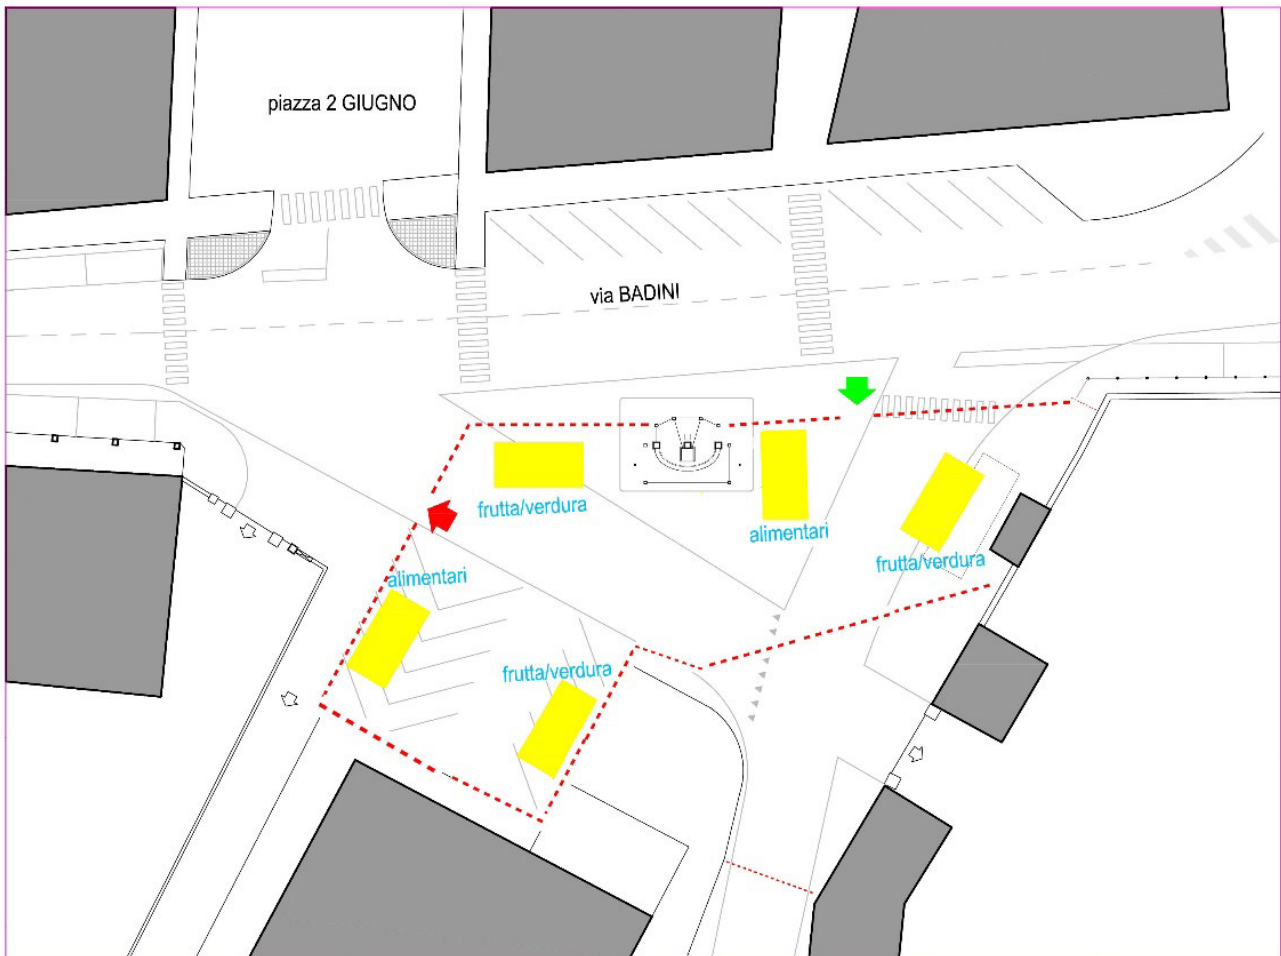 piazza 2 GIUGNO
via BADINI
frutta/verdura
alimentari
frutta/verdura
alimentari
frutta/verdura